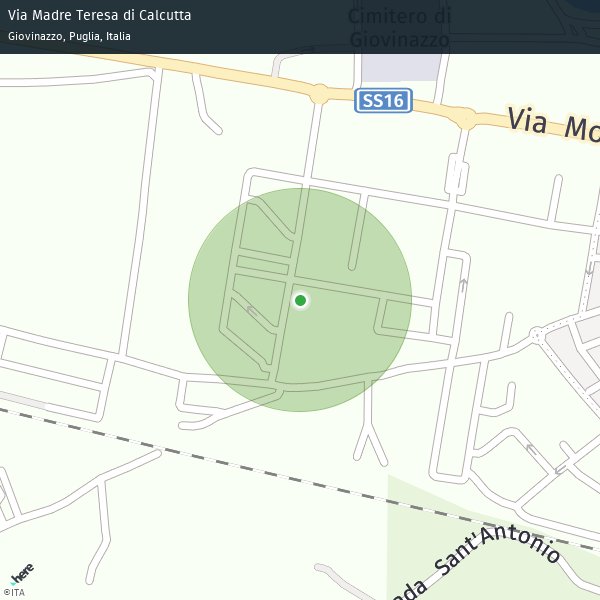 Via Madre Teresa di Calcutta
Giovinazzo, Puglia, Italia
Cimitero di
Giovinazzo
SS16
Via Mo
ada Sant'Antonio
here
©ITA